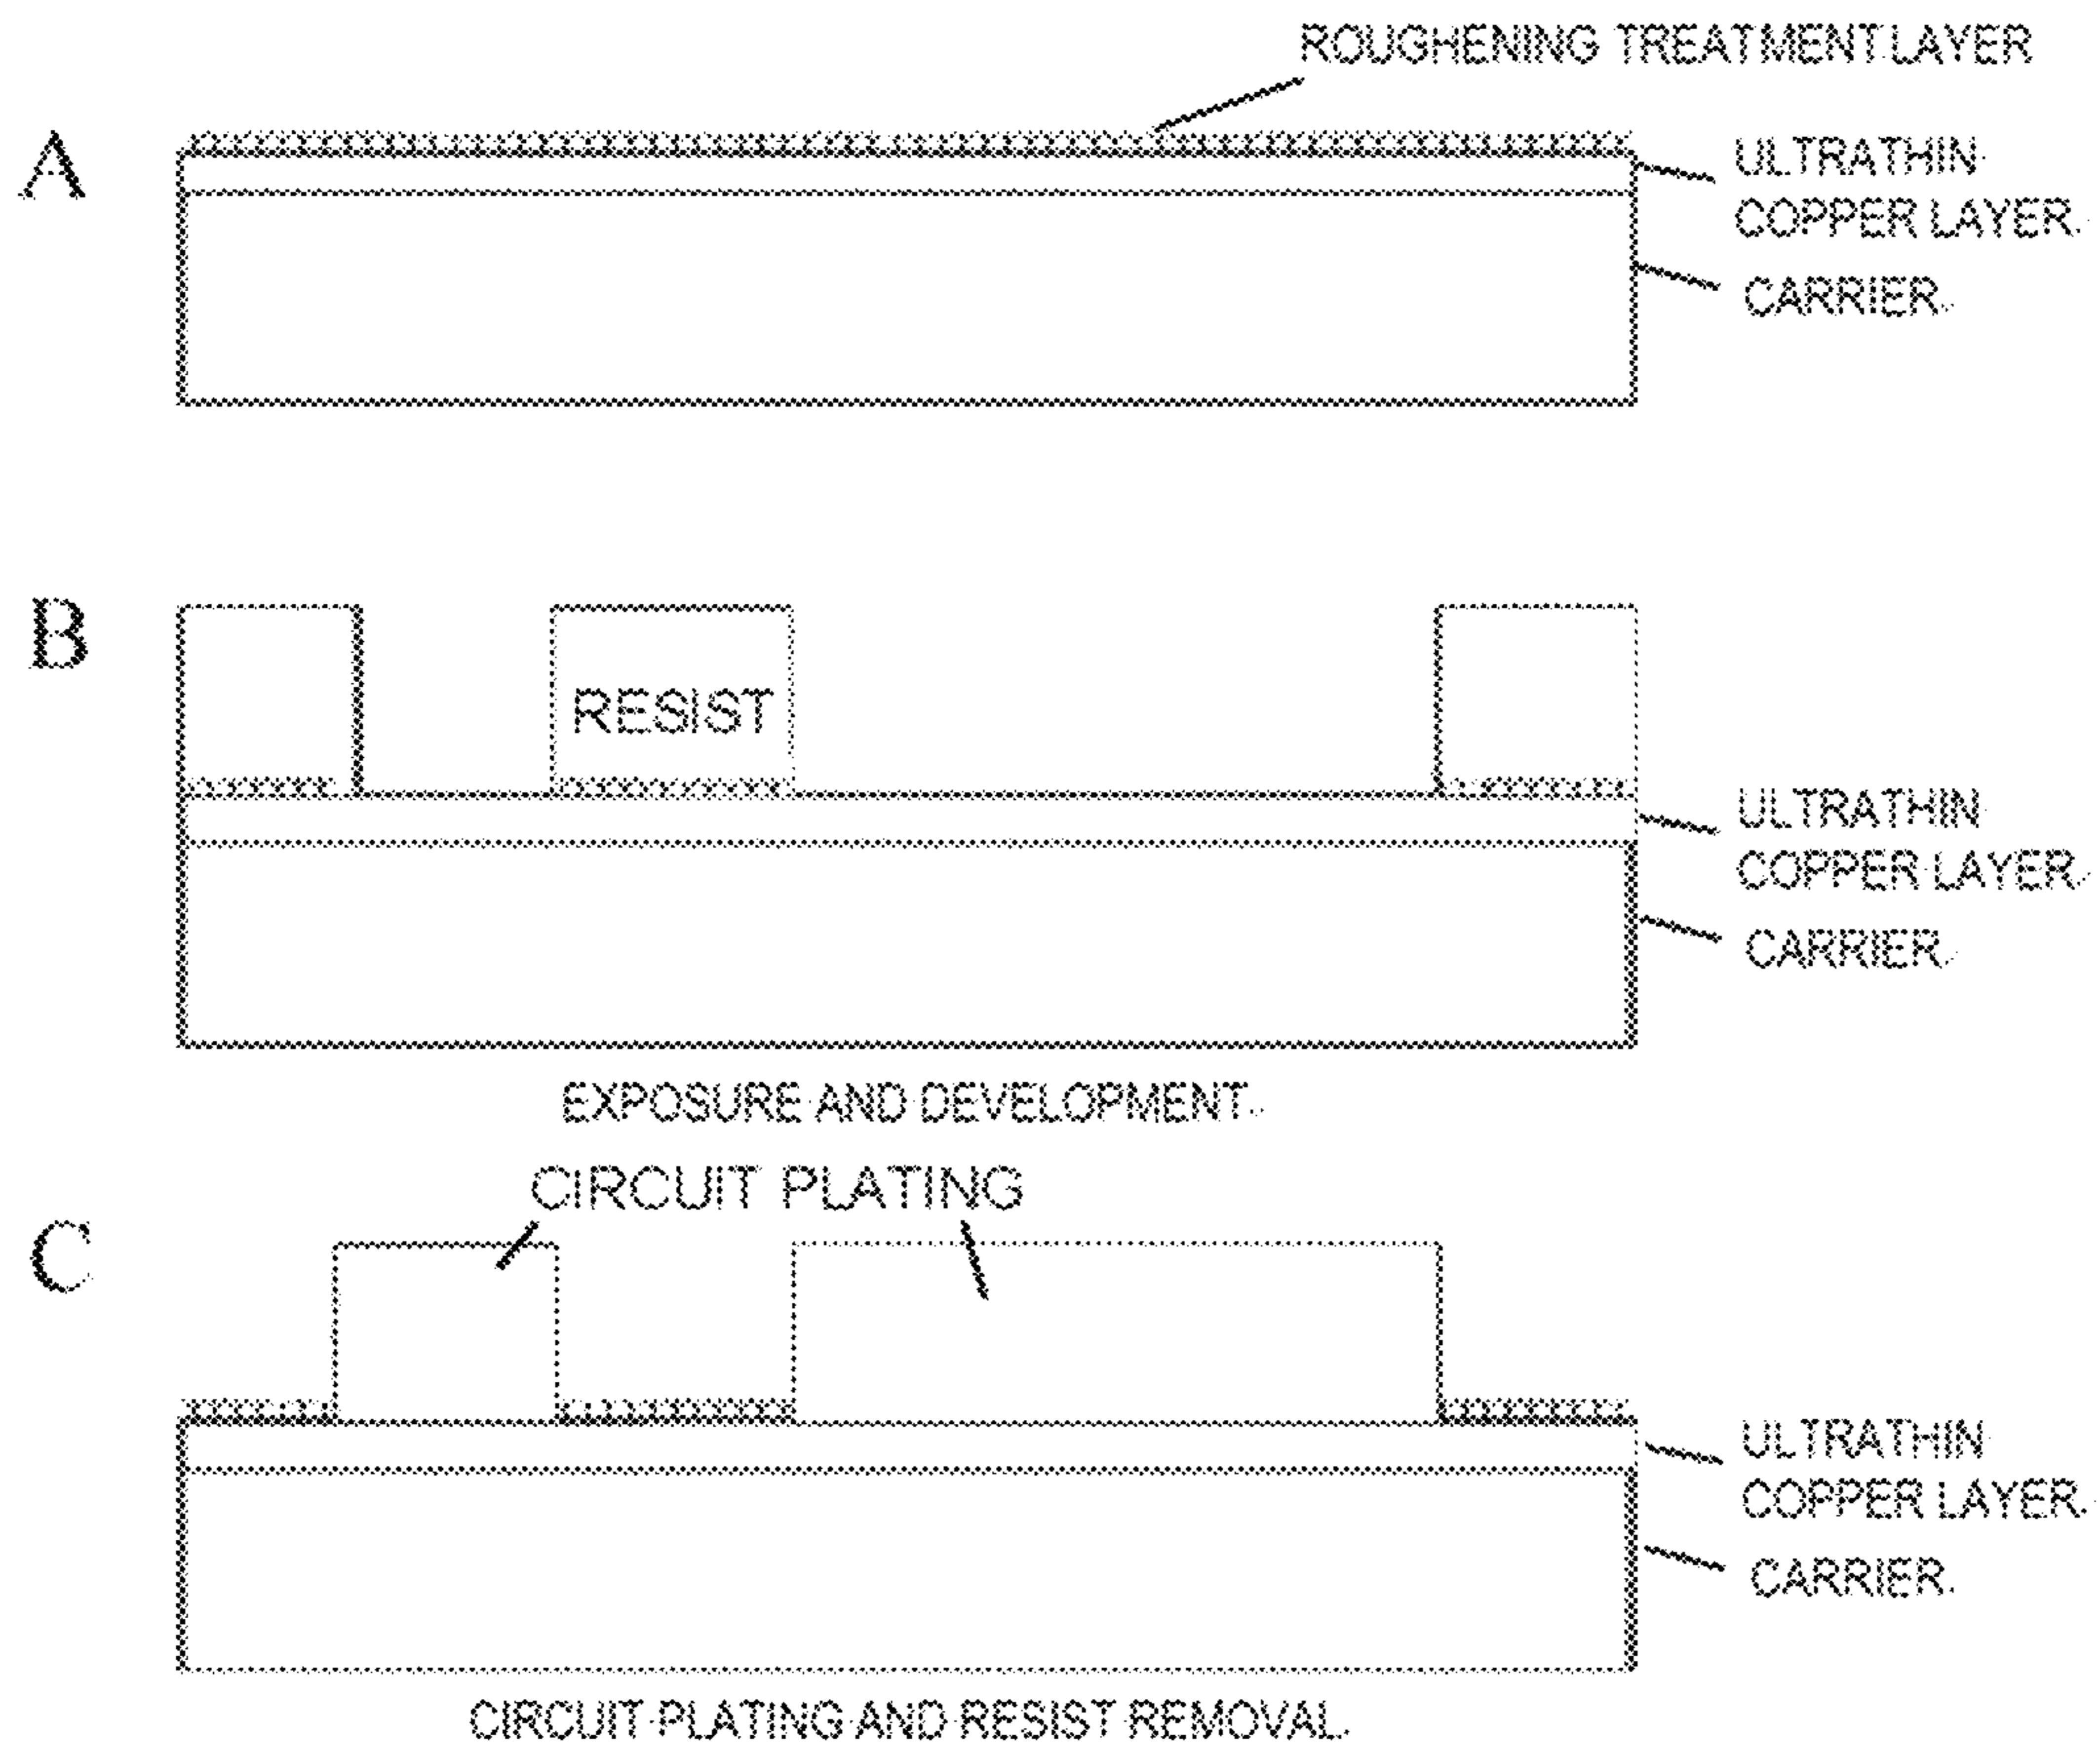 ROUGHENING TREATMENT LAYER
A
ULTRATHIN
COPPER LAYER
CARRIER
B
RESIST
ULTRATHIN
COPPER LAYER
CARRIER
EXPOSURE AND DEVELOPMENT
CIRCUIT PLATING
C
ULTRATHIN
COPPER LAYER
CARRIER
CIRCUIT PLATING AND RESIST REMOVAL